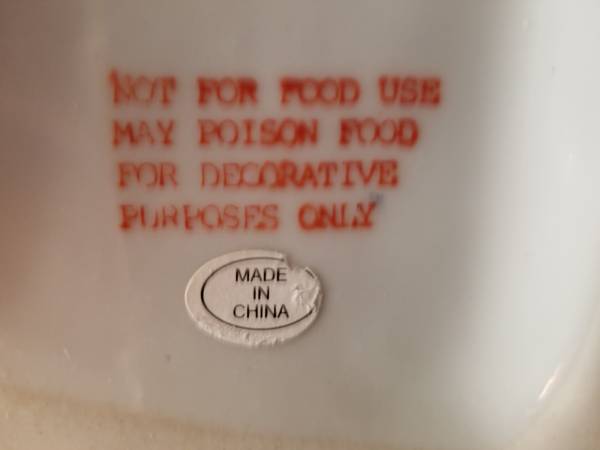 NOT FOR FOOD USE
MAY POISON FOOD
FOR DECORATIVE
PURPOSES ONLY
MADE
IN
CHINA